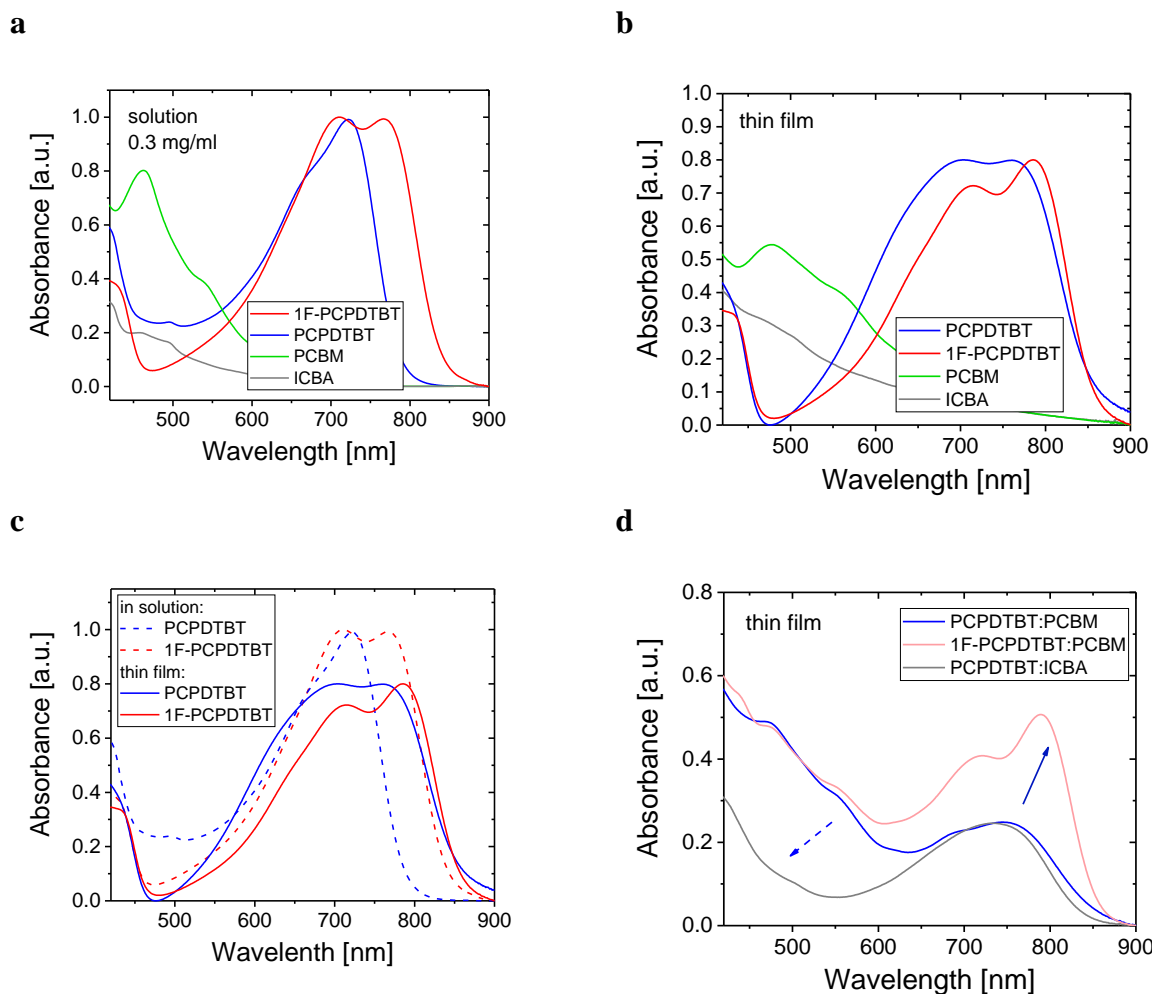 a
solution
0.3 mg/ml
1F-PCPDTBT
PCPDTBT
PCBM
ICBA
1.0
0.8
0.6
0.4
0.2
0.0
500 600 700 800 900
Absorbance [a.u.]
Wavelength [nm]
b
thin film
PCPDTBT
1F-PCPDTBT
PCBM
ICBA
1.0
0.9
0.8
0.7
0.6
0.5
0.4
0.3
0.2
0.1
0.0
500 600 700 800 900
Absorbance [a.u.]
Wavelength [nm]
c
in solution:
PCPDTBT
1F-PCPDTBT
thin film:
PCPDTBT
1F-PCPDTBT
1.0
0.8
0.6
0.4
0.2
0.0
500 600 700 800 900
Absorbance [a.u.]
Wavelenth [nm]
d
thin film
PCPDTBT:PCBM
1F-PCPDTBT:PCBM
PCPDTBT:ICBA
0.8
0.6
0.4
0.2
0.0
500 600 700 800 900
Absorbance [a.u.]
Wavelength [nm]